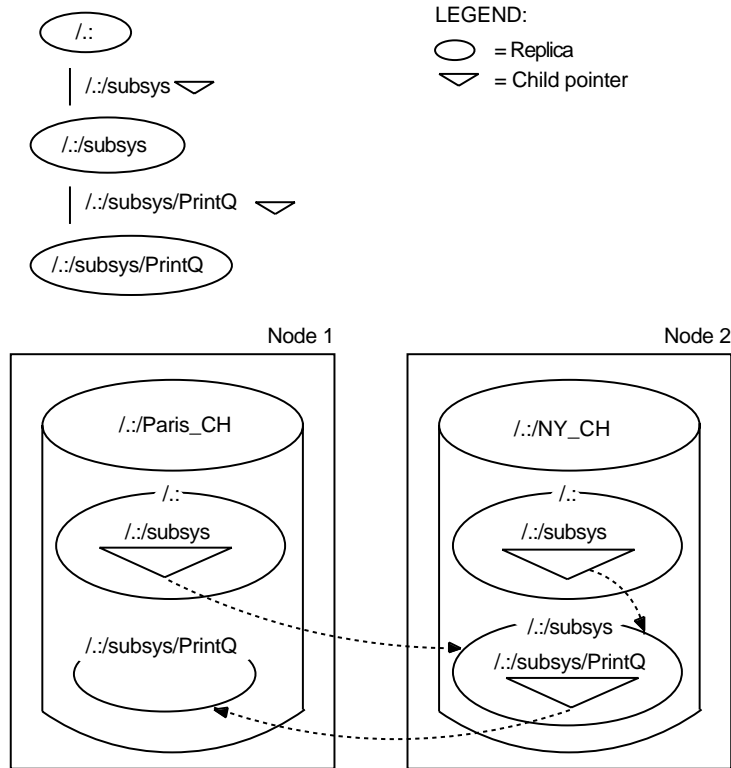 /.:
/.:/subsys
/.:/subsys
/.:/subsys/PrintQ
/.:/subsys/PrintQ
LEGEND:
= Replica
= Child pointer
Node 1
/.:/Paris_CH
/.:
/.:/subsys
/.:/subsys/PrintQ
Node 2
/.:/NY_CH
/.:
/.:/subsys
/.:/subsys
/.:/subsys/PrintQ